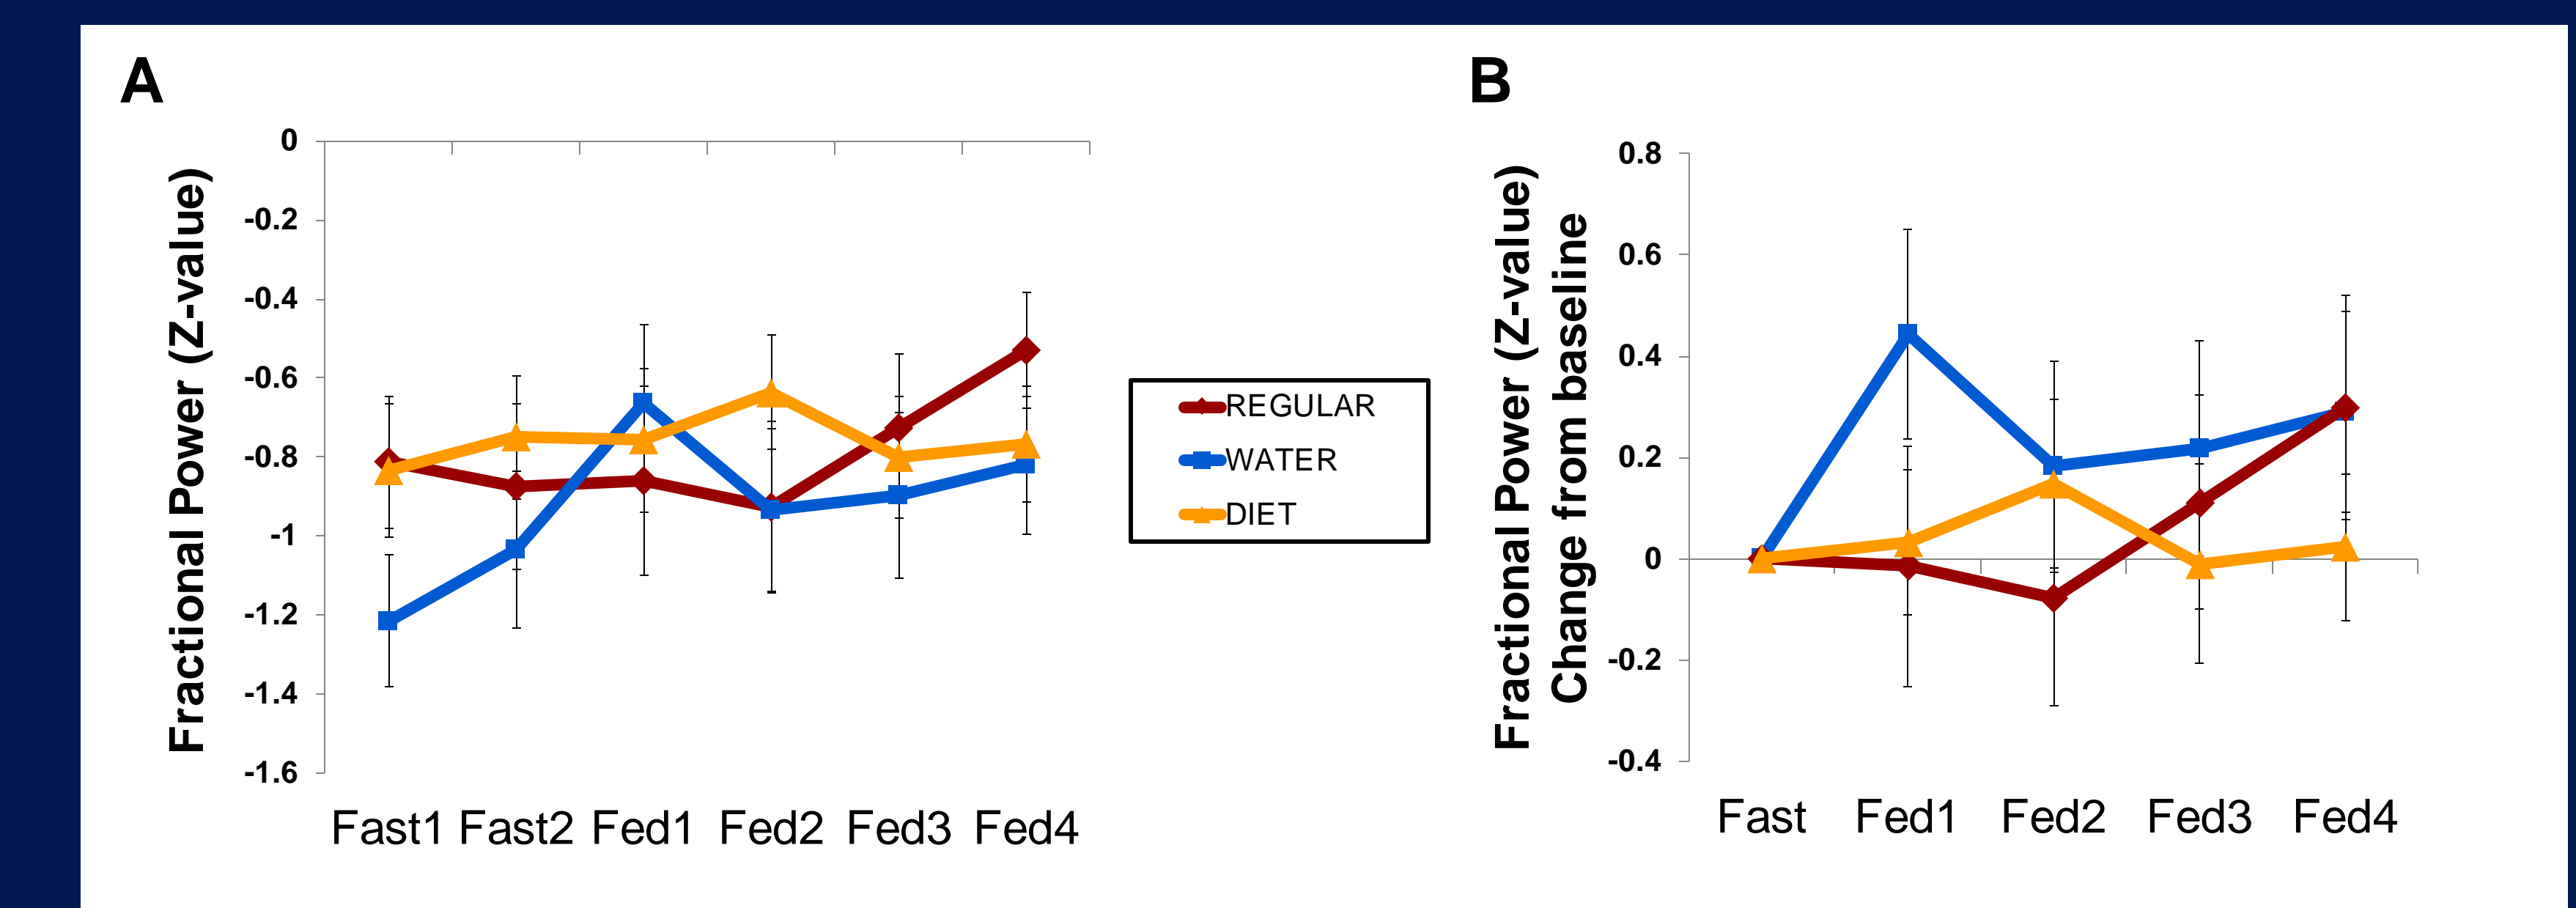 A
Fractional Power (Z-value)
0
-0.2
-0.4
-0.6
-0.8
-1
-1.2
-1.4
-1.6
Fast1 Fast2 Fed1 Fed2 Fed3 Fed4
REGULAR
WATER
DIET
B
Fractional Power (Z-value)
Change from baseline
0.8
0.6
0.4
0.2
0
-0.2
-0.4
Fast Fed1 Fed2 Fed3 Fed4